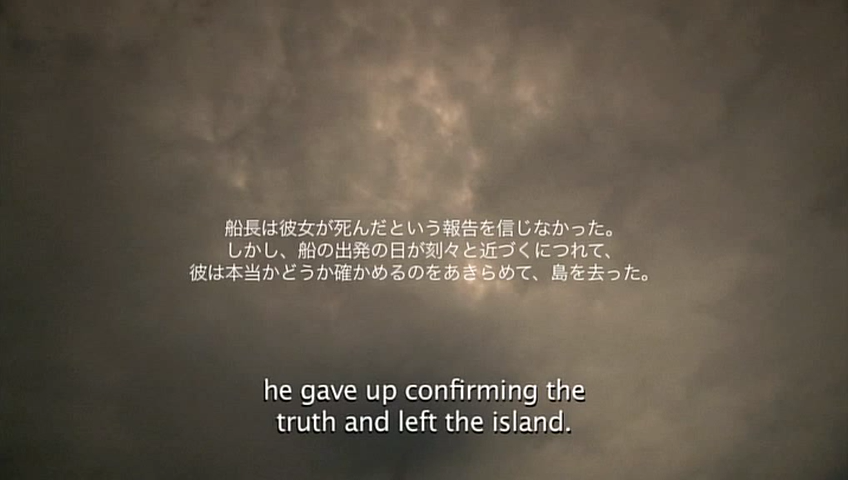 船長は彼女が死んだという報告を信じなかった。
しかし、船の出発の日が刻々と近づくにつれて、
彼は本当かどうか確かめるのをあきらめて、島を去った。
he gave up confirming the
truth and left the island.